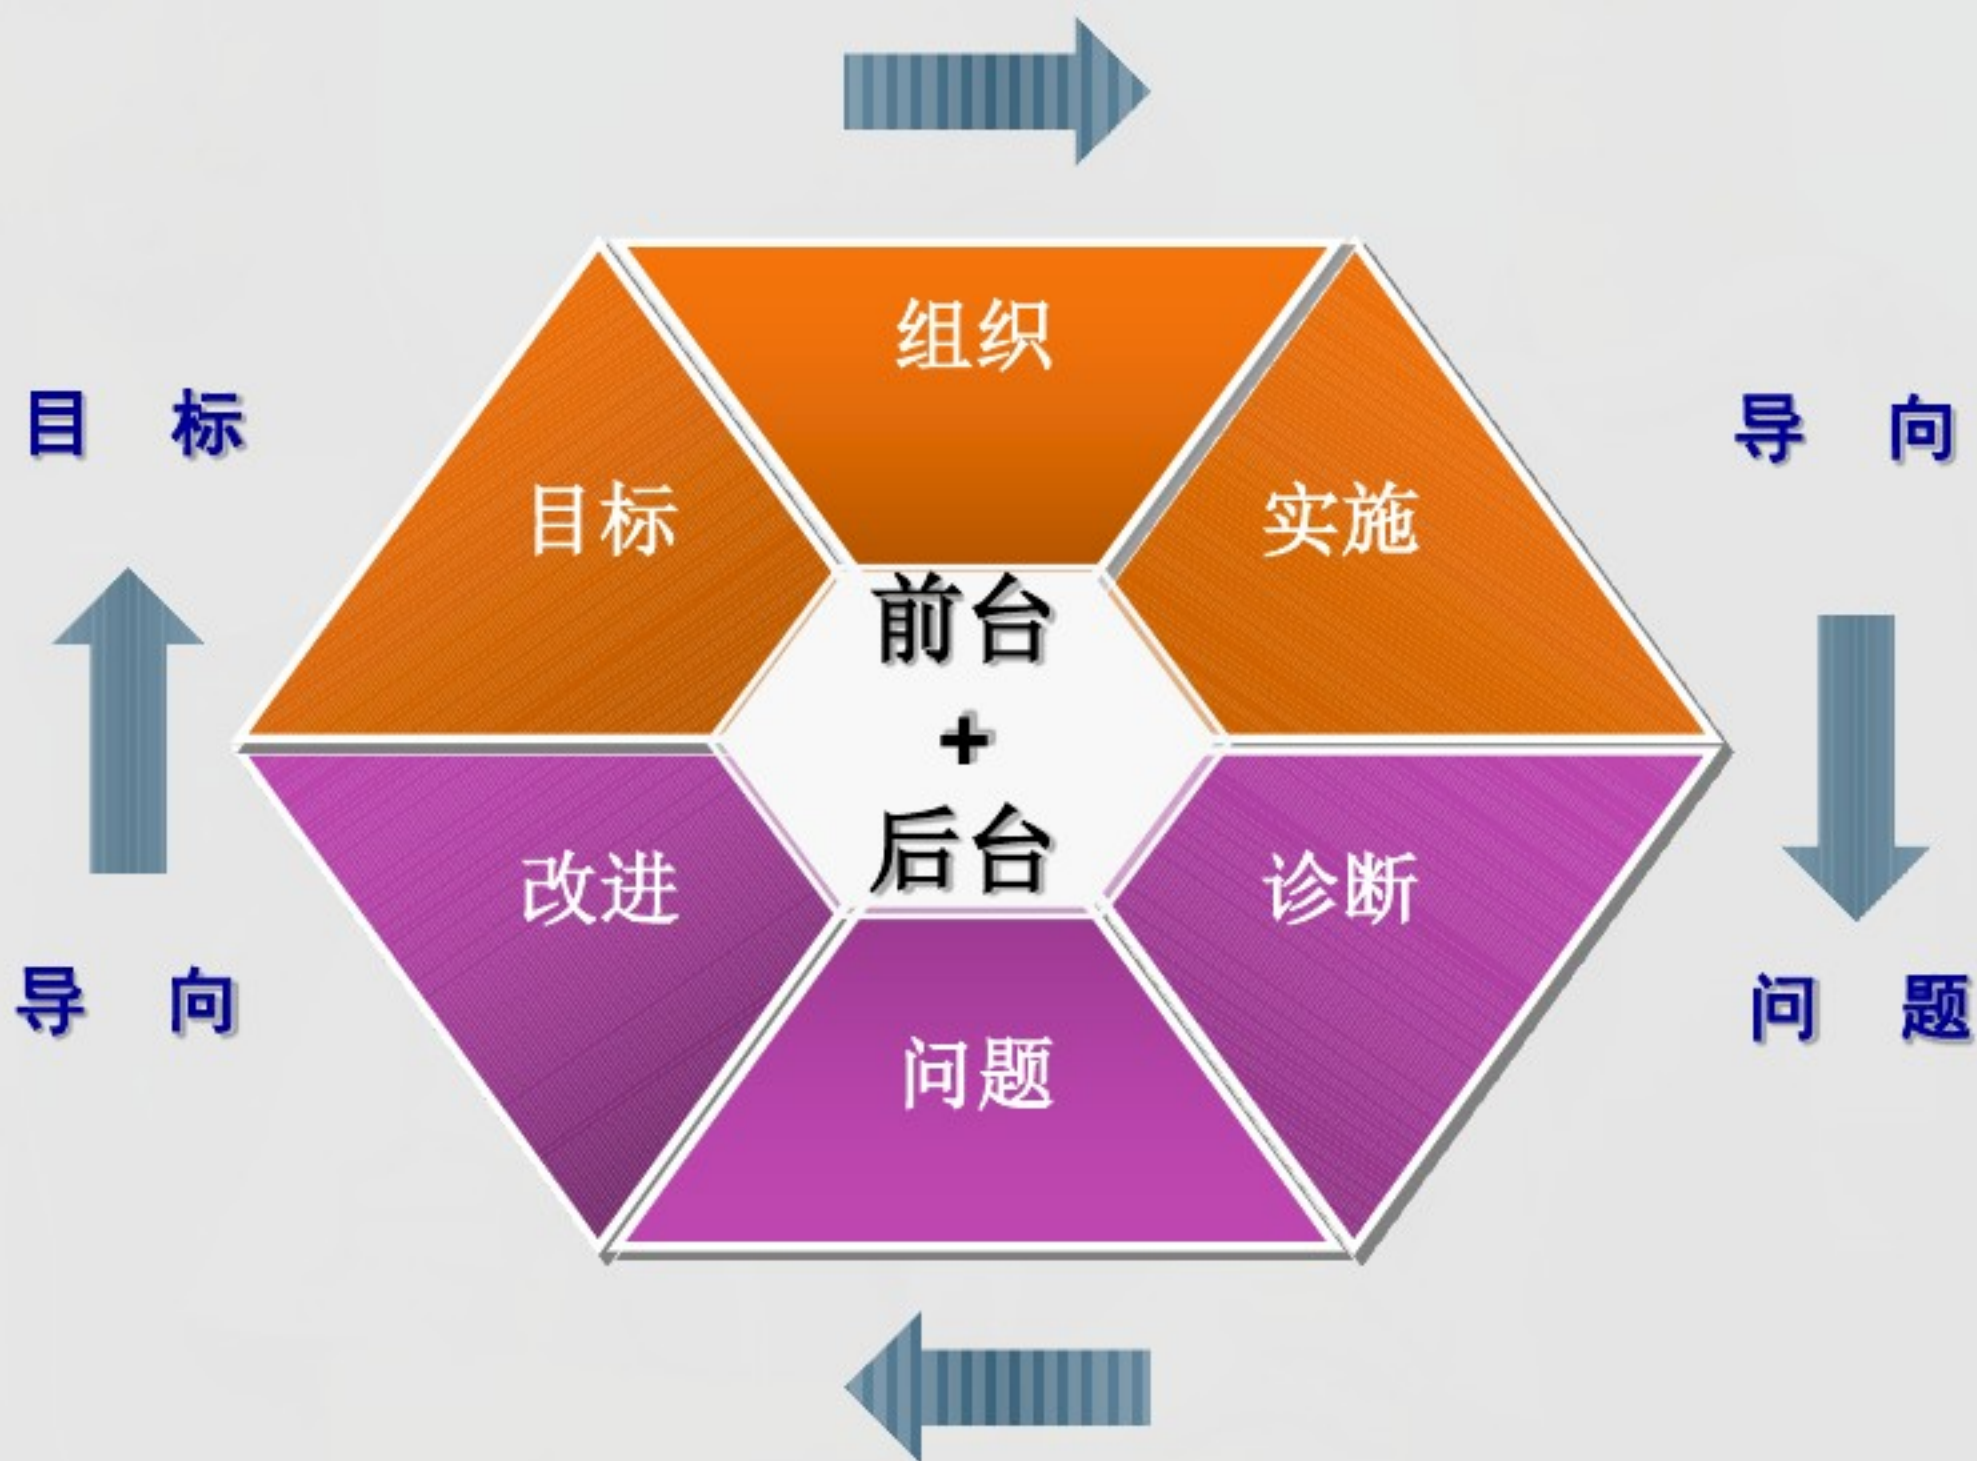 组织
目 标
导 向
目标
实施
前台
+
后台
改进
诊断
导 向
问 题
问题